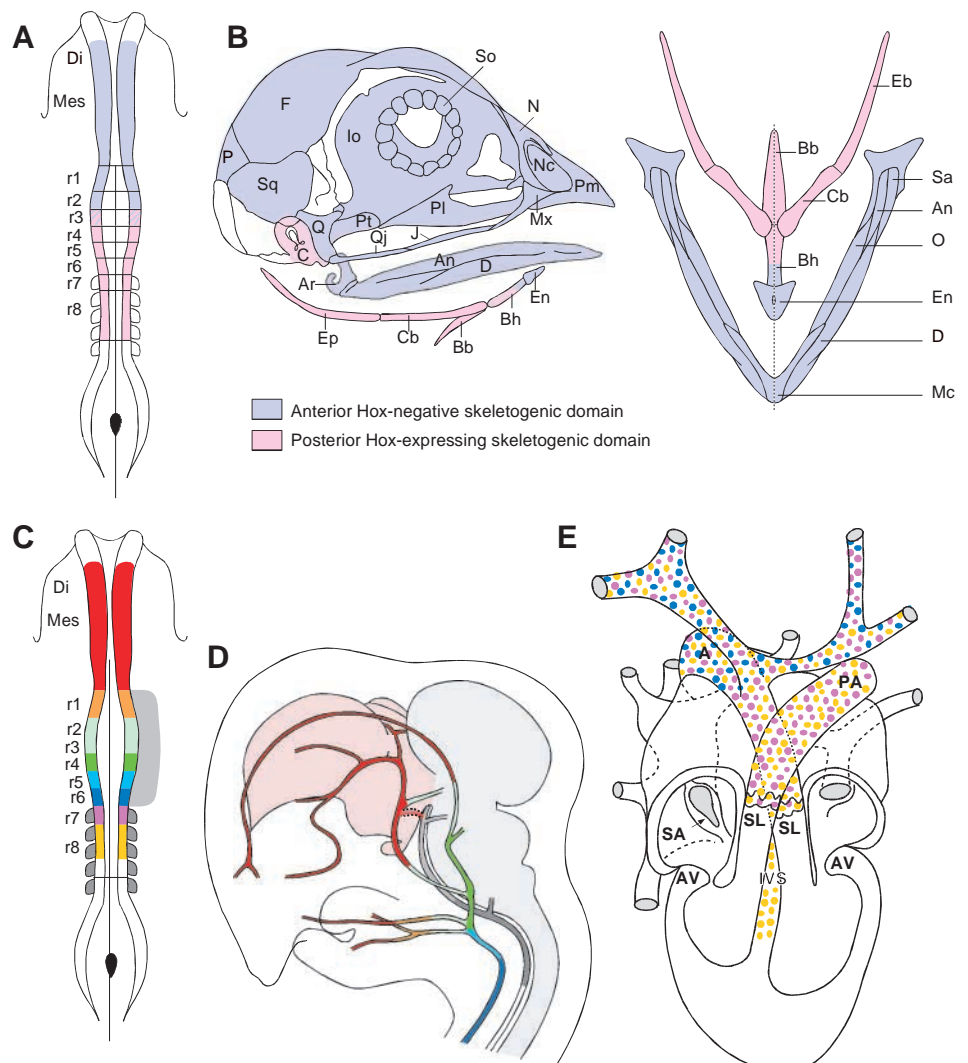 A
Di
Mes
r1
r2
r3
r4
r5
r6
r7
r8
B
So
F
Io
N
P
Nc
Sq
Pm
Q
Pt
Pl
Mx
J
C
Qj
An
D
Ar
En
Bh
Ep
Cb
Bb
Eb
Bb
Sa
Cb
An
O
Bh
En
D
Mc
Anterior Hox-negative skeletogenic domain
Posterior Hox-expressing skeletogenic domain
C
Di
Mes
r1
r2
r3
r4
r5
r6
r7
r8
D
E
A
PA
SA
SL
SL
AV
IVS
AV